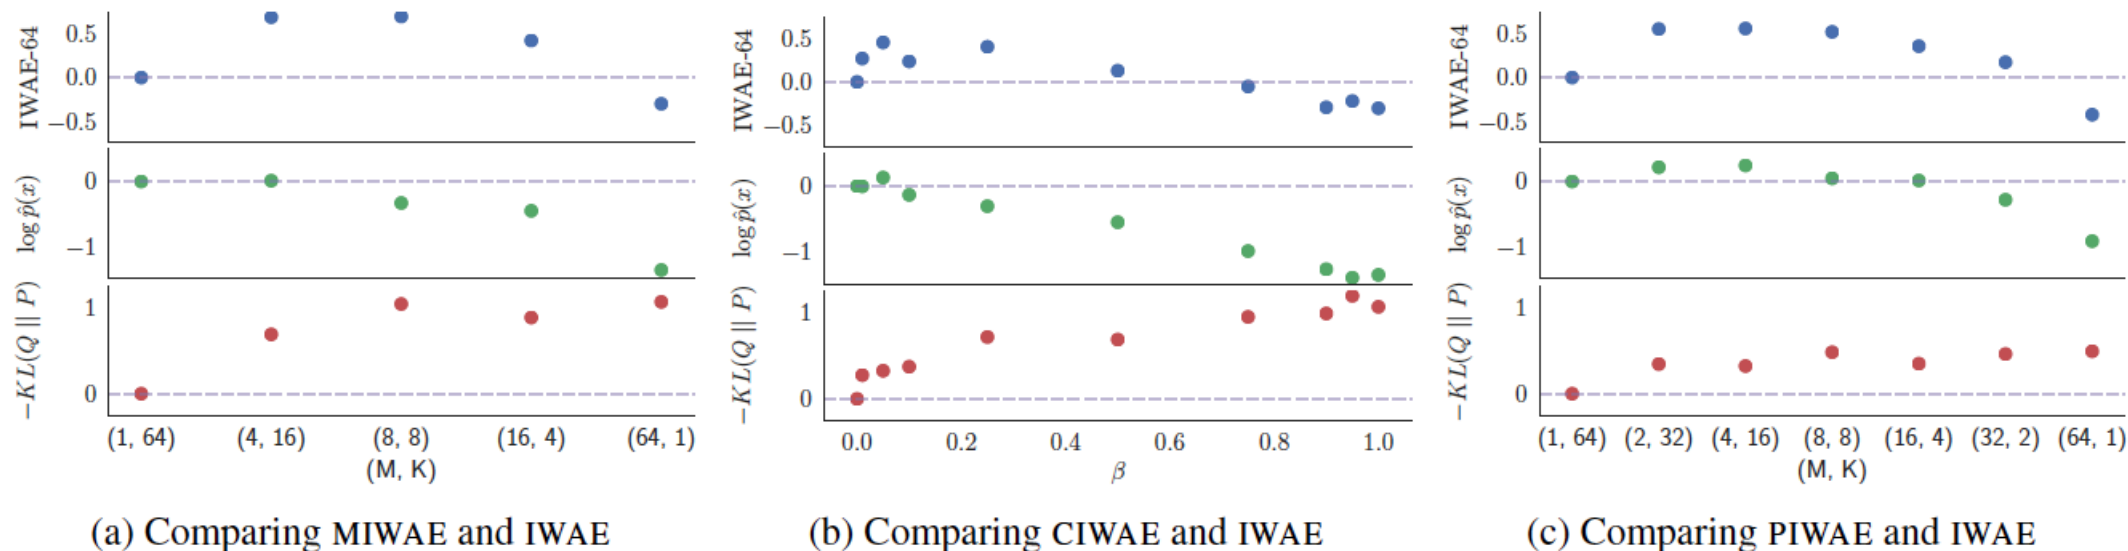 IWAE-64
0.5
0.0
−0.5
log p̂(x)
0
−1
−KL(Q || P)
1
0
(1, 64) (4, 16) (8, 8) (16, 4) (64, 1)
(M, K)
(a) Comparing MIWAE and IWAE
IWAE-64
0.5
0.0
−0.5
log p̂(x)
0
−1
−KL(Q || P)
1
0
0.0 0.2 0.4 0.6 0.8 1.0
β
(b) Comparing CIWAE and IWAE
IWAE-64
0.5
0.0
−0.5
log p̂(x)
0
−1
−KL(Q || P)
1
0
(1, 64) (2, 32) (4, 16) (8, 8) (16, 4) (32, 2) (64, 1)
(M, K)
(c) Comparing PIWAE and IWAE